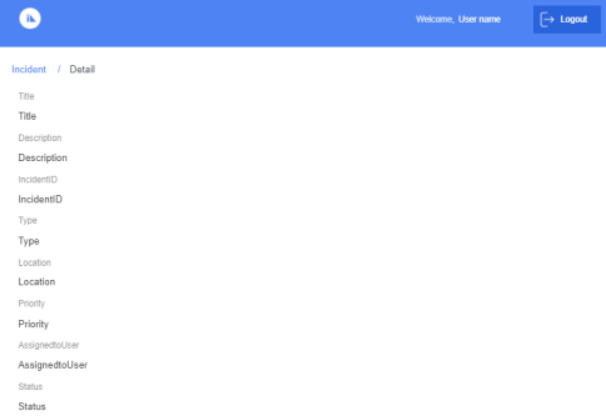 Welcome, User name
Logout
Incident / Detail
Title
Title
Description
Description
IncidentID
IncidentID
Type
Type
Location
Location
Priority
Priority
AssignedtoUser
AssignedtoUser
Status
Status